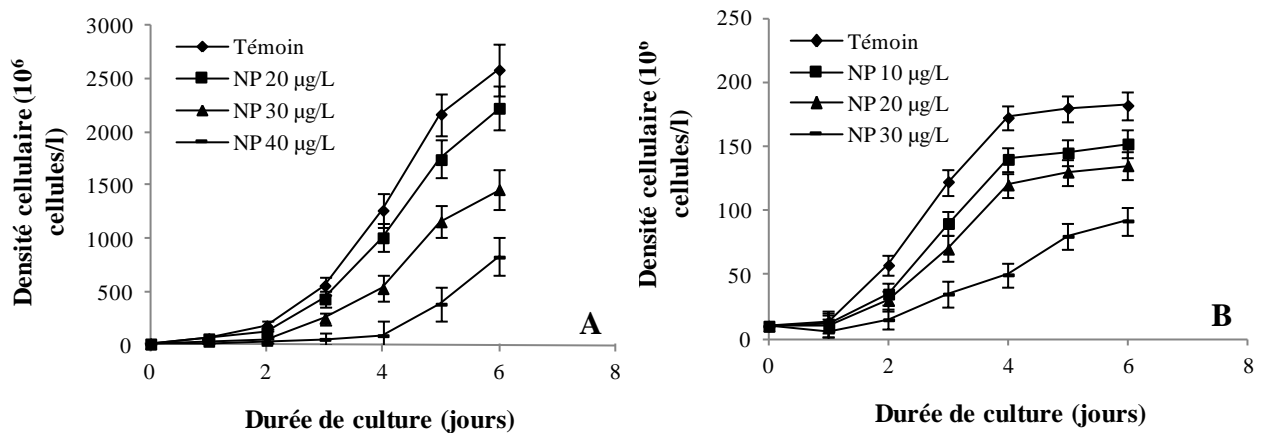 3000
2500
2000
1500
1000
500
0
0
2
4
6
8
Densité cellulaire (10⁶
cellules/l)
Durée de culture (jours)
Témoin
NP 20 µg/L
NP 30 µg/L
NP 40 µg/L
A
250
200
150
100
50
0
0
2
4
6
8
Densité cellulaire (10⁶
cellules/l)
Durée de culture (jours)
Témoin
NP 10 µg/L
NP 20 µg/L
NP 30 µg/L
B